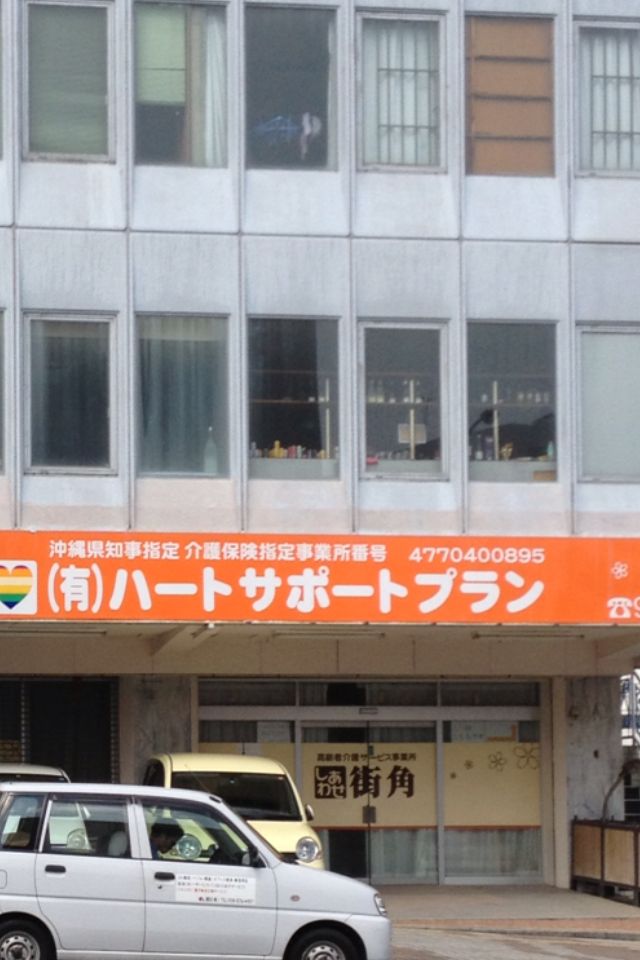 沖縄県知事指定 介護保険指定事業所番号 4770400895
(有)ハートサポートプラン
☎9
高齢者介護サービス事業所
しあわせ 街角